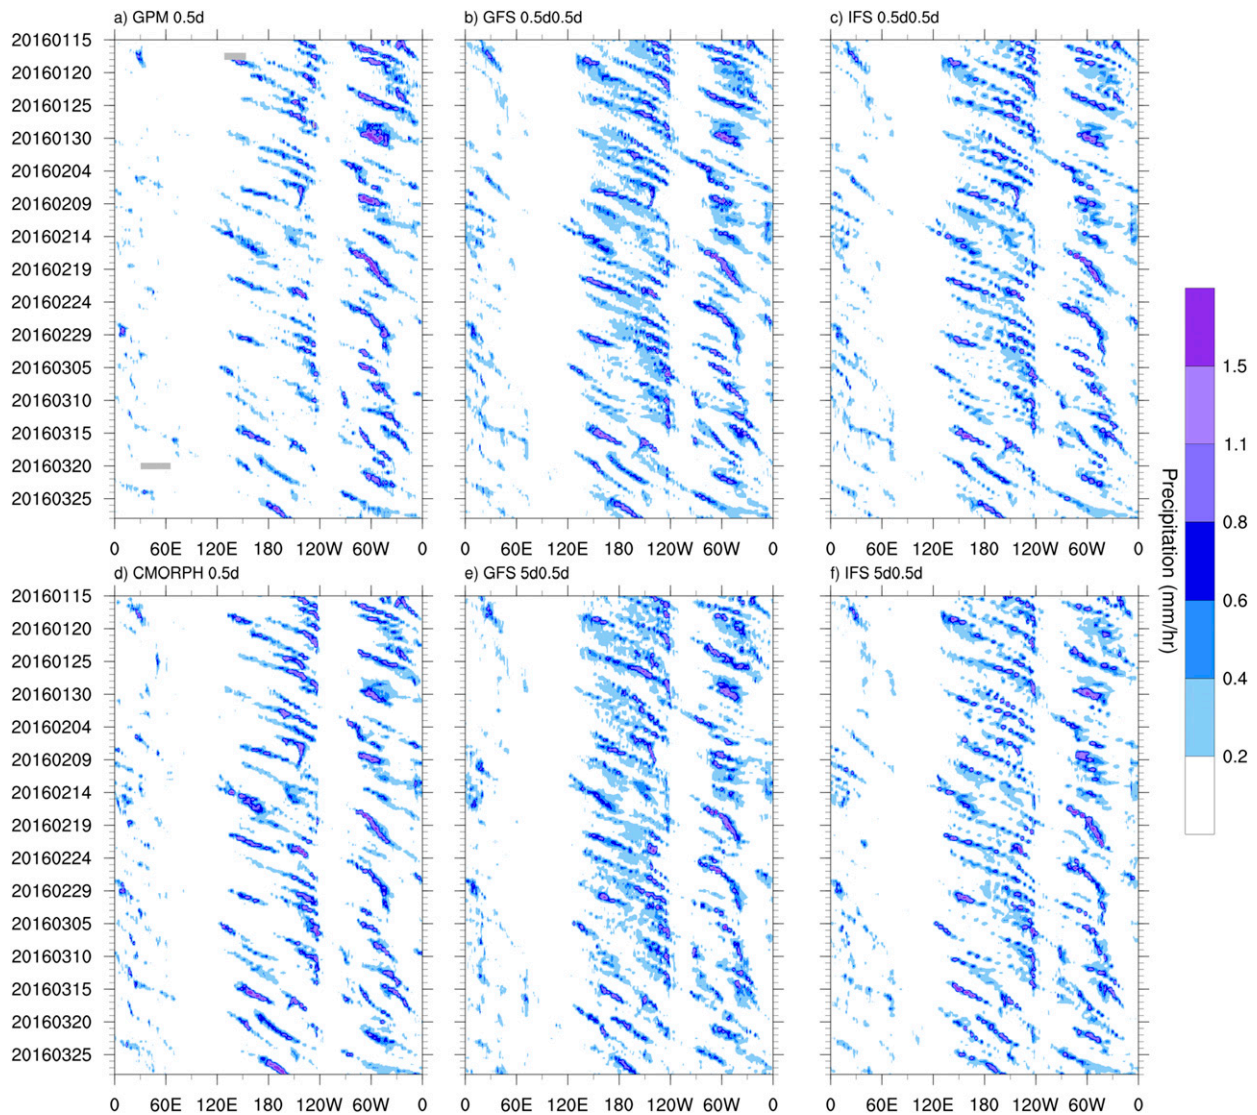 a) GPM 0.5d
b) GFS 0.5d0.5d
c) IFS 0.5d0.5d
20160115
20160120
20160125
20160130
20160204
20160209
20160214
20160219
20160224
20160229
20160305
20160310
20160315
20160320
20160325
0 60E 120E 180 120W 60W 0
0 60E 120E 180 120W 60W 0
0 60E 120E 180 120W 60W 0
d) CMORPH 0.5d
e) GFS 5d0.5d
f) IFS 5d0.5d
20160115
20160120
20160125
20160130
20160204
20160209
20160214
20160219
20160224
20160229
20160305
20160310
20160315
20160320
20160325
0 60E 120E 180 120W 60W 0
0 60E 120E 180 120W 60W 0
0 60E 120E 180 120W 60W 0
Precipitation (mm/hr)
1.5
1.1
0.8
0.6
0.4
0.2